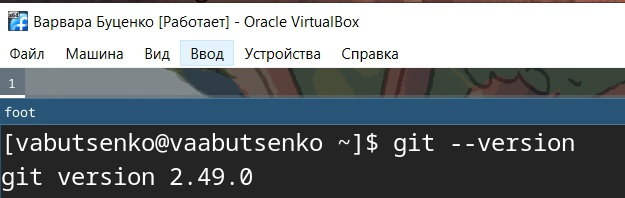 Варвара Буценко [Работает] - Oracle VirtualBox
Файл Машина Вид Ввод Устройства Справка
1
foot
[vabutsenko@vaabutsenko ~]$ git --version
git version 2.49.0